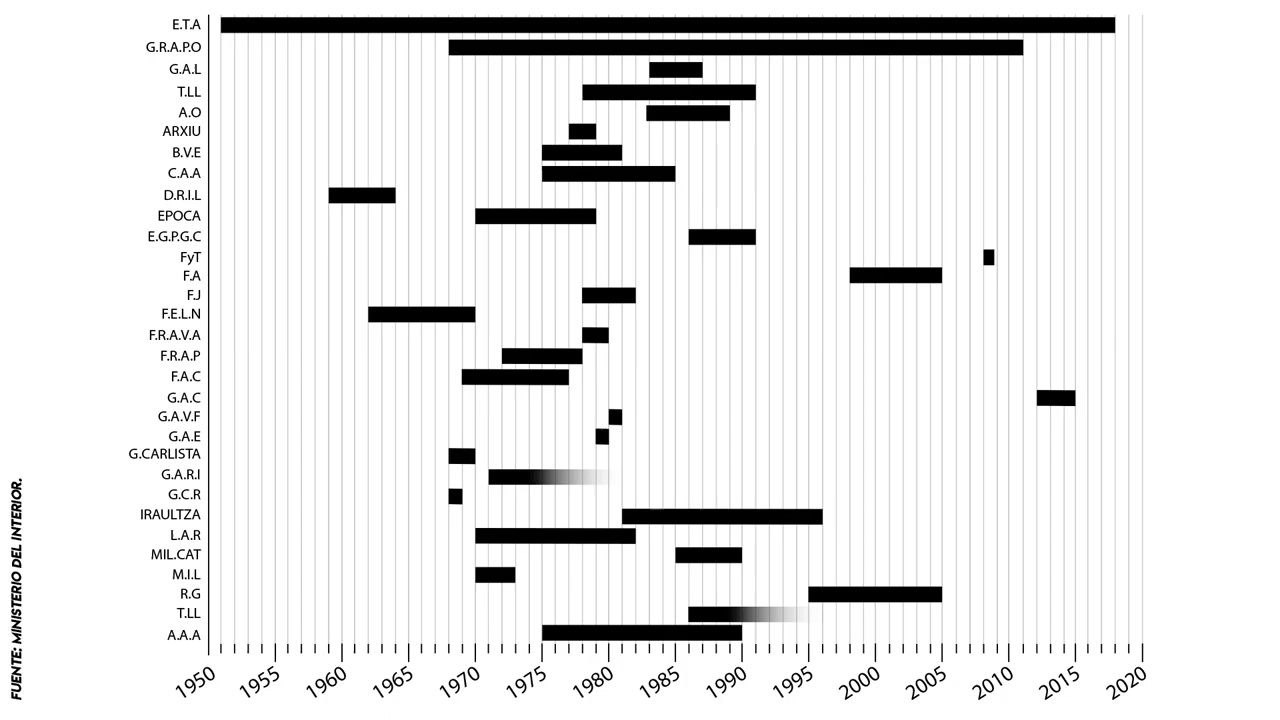 E.T.A
G.R.A.P.O
G.A.L
T.LL
A.O
ARXIU
B.V.E
C.A.A
D.R.I.L
EPOCA
E.G.P.G.C
FyT
F.A
F.J
F.E.L.N
F.R.A.V.A
F.R.A.P
F.A.C
G.A.C
G.A.V.F
G.A.E
G.CARLISTA
G.A.R.I
G.C.R
IRAULTZA
L.A.R
MIL.CAT
M.I.L
R.G
T.LL
A.A.A
1950 1955 1960 1965 1970 1975 1980 1985 1990 1995 2000 2005 2010 2015 2020
FUENTE: MINISTERIO DEL INTERIOR.